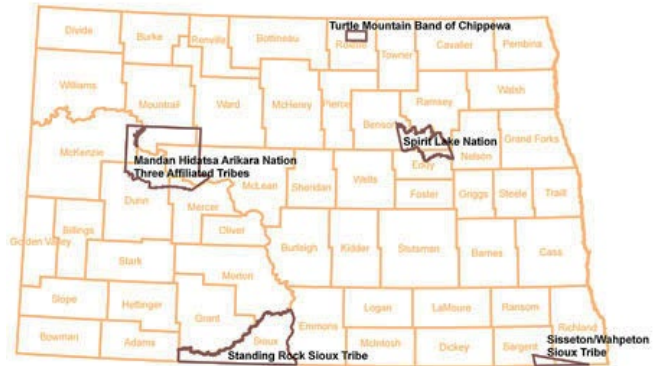 Turtle Mountain Band of Chippewa
Divide
Burke
Renville
Bottineau
Rolette
Towner
Cavalier
Pembina
Williams
Mountrail
Ward
McHenry
Pierce
Ramsey
Walsh
Benson
Spirit Lake Nation
Nelson
Grand Forks
McKenzie
Mandan Hidatsa Arikara Nation
Three Affiliated Tribes
McLean
Sheridan
Wells
Eddy
Foster
Griggs
Steele
Traill
Dunn
Mercer
Oliver
Golden Valley
Billings
Stark
Burleigh
Kidder
Stutsman
Barnes
Cass
Morton
Slope
Hettinger
Grant
Sioux
Emmons
Logan
LaMoure
Ransom
Richland
Bowman
Adams
McIntosh
Dickey
Sargent
Standing Rock Sioux Tribe
Sisseton/Wahpeton
Sioux Tribe